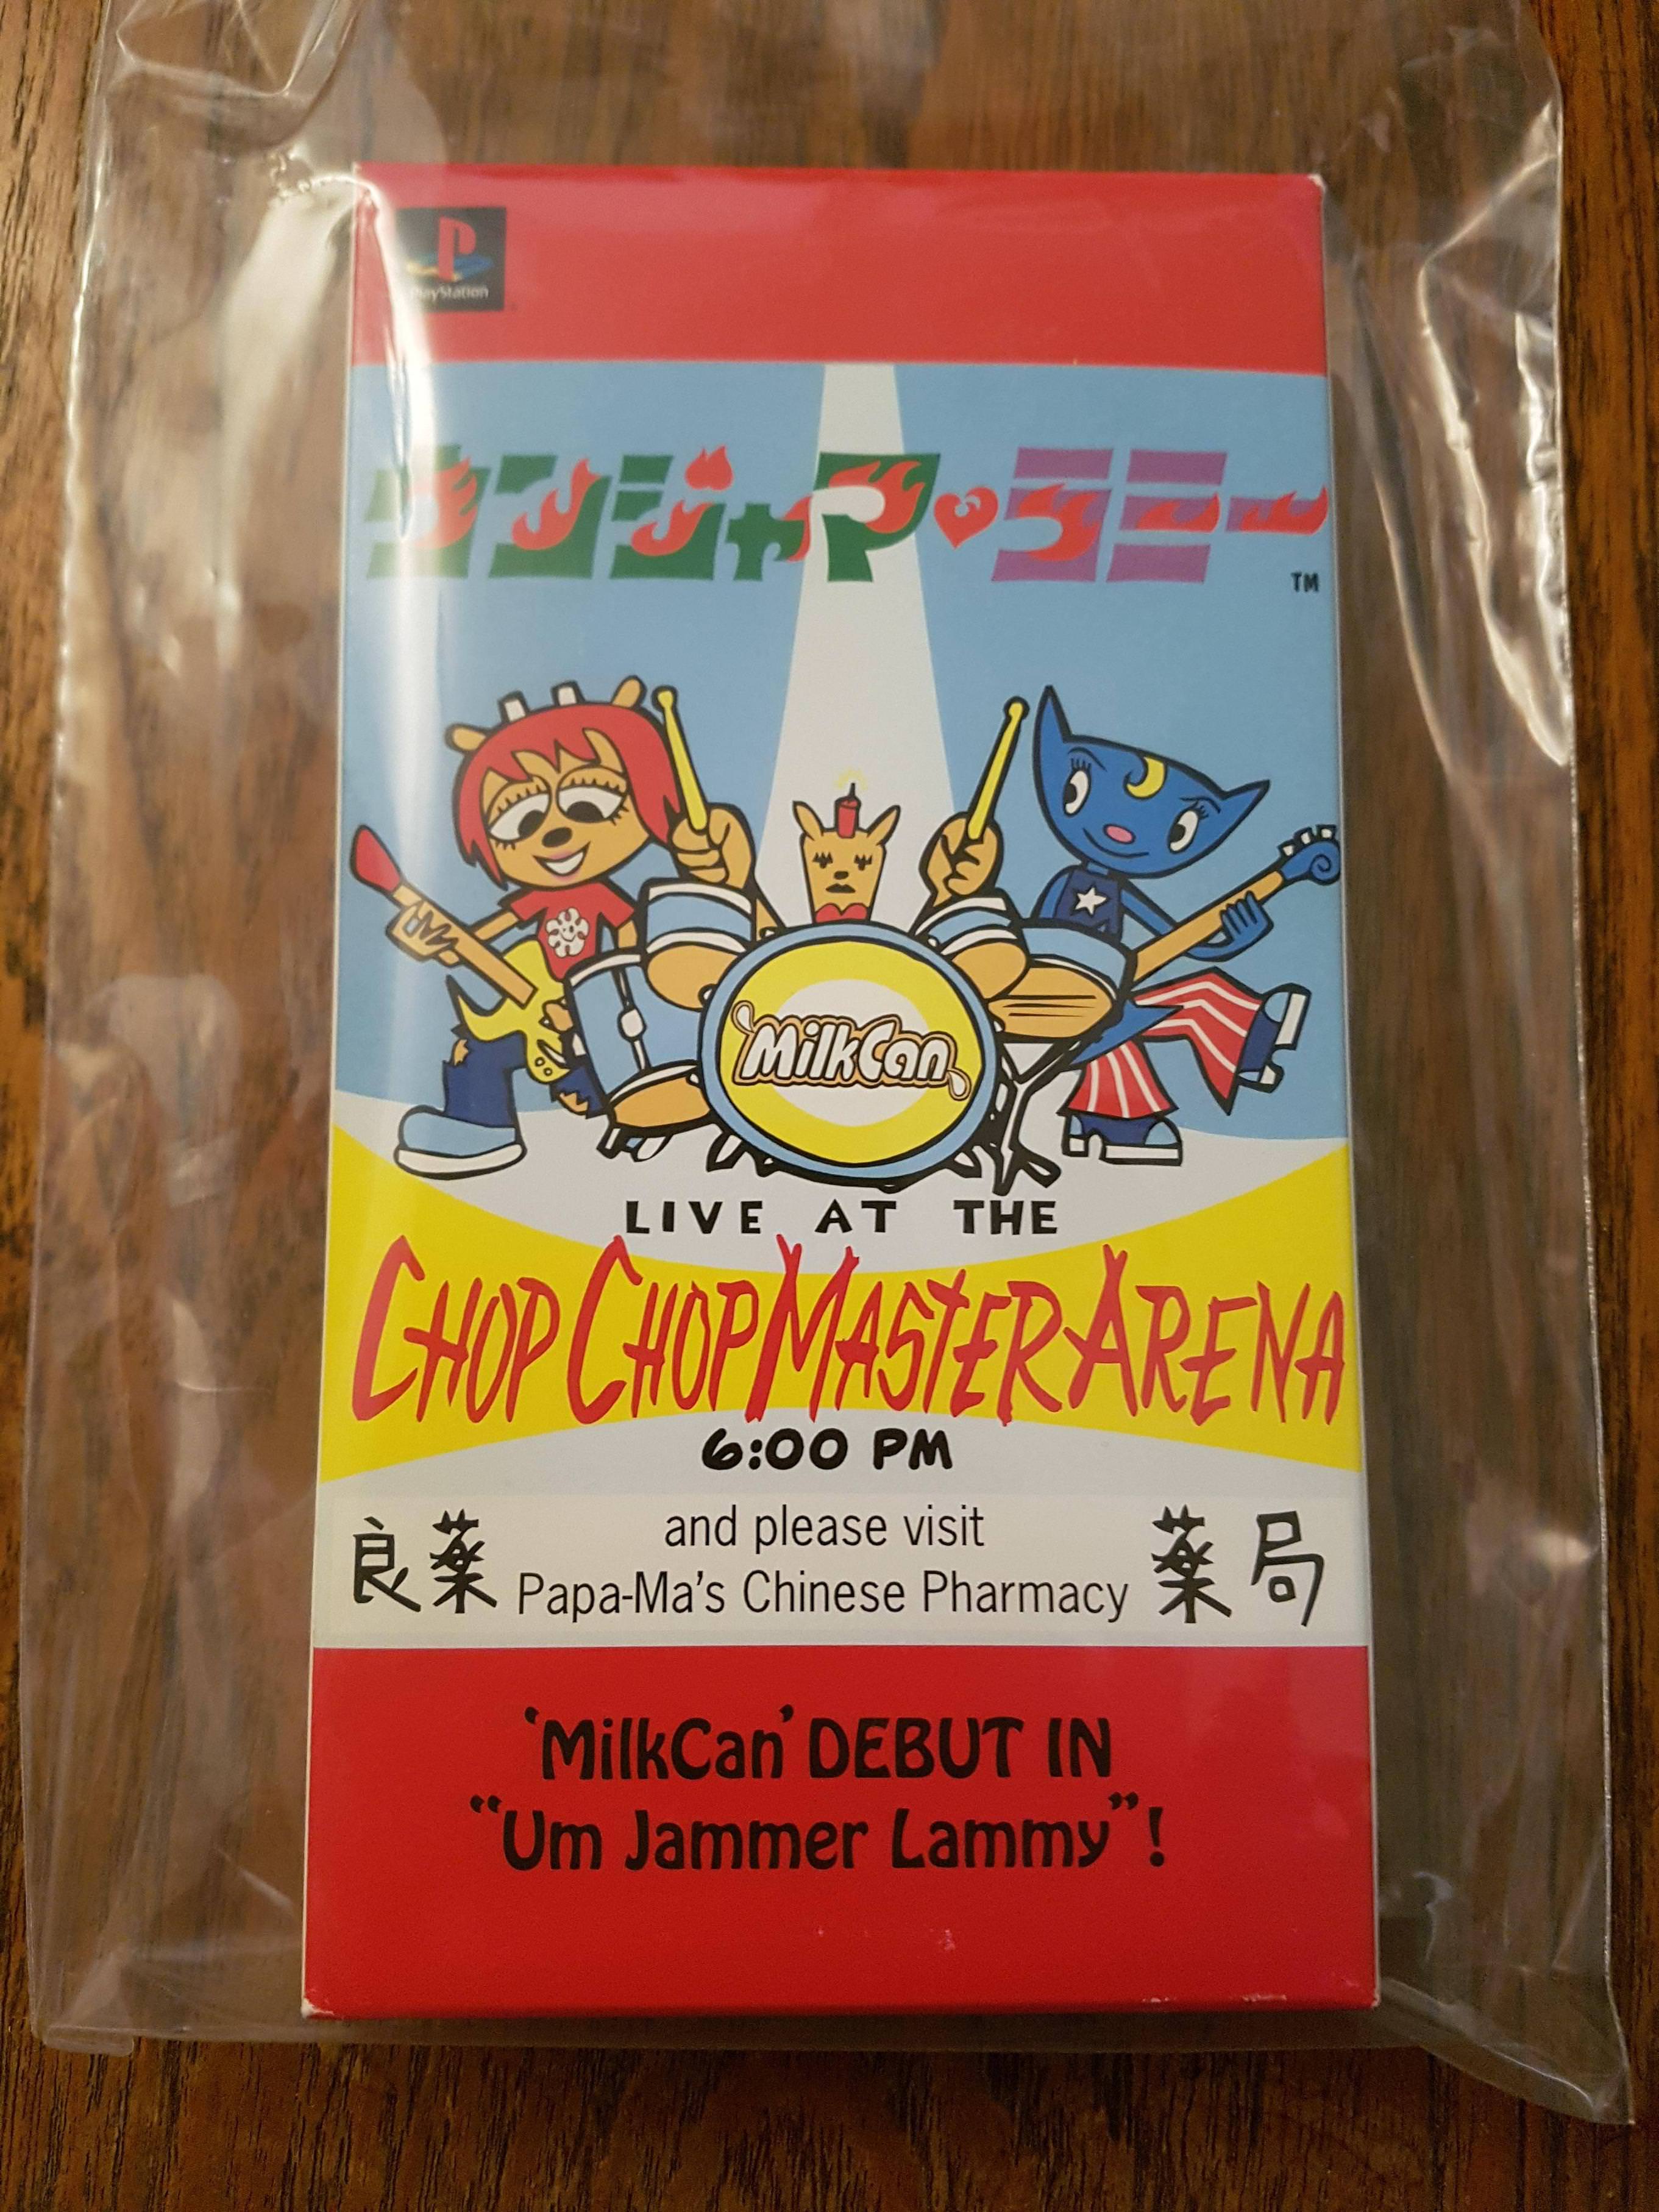 PlayStation
ウンジャマ♥ラミー
TM
MilkCan
LIVE AT THE
CHOP CHOP MASTER ARENA
6:00 PM
良薬 and please visit 薬局
Papa-Ma's Chinese Pharmacy
'MilkCan' DEBUT IN
"Um Jammer Lammy"!